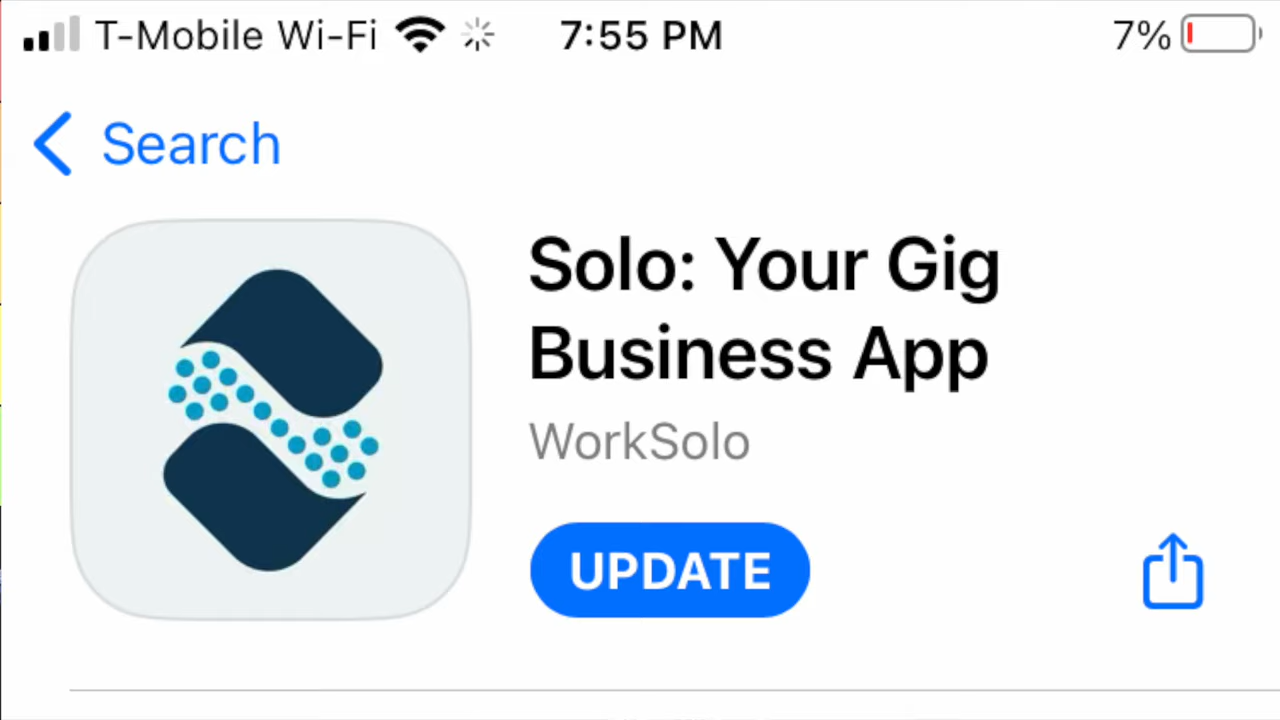 T-Mobile Wi-Fi 7:55 PM 7%
Search
Solo: Your Gig
Business App
WorkSolo
UPDATE